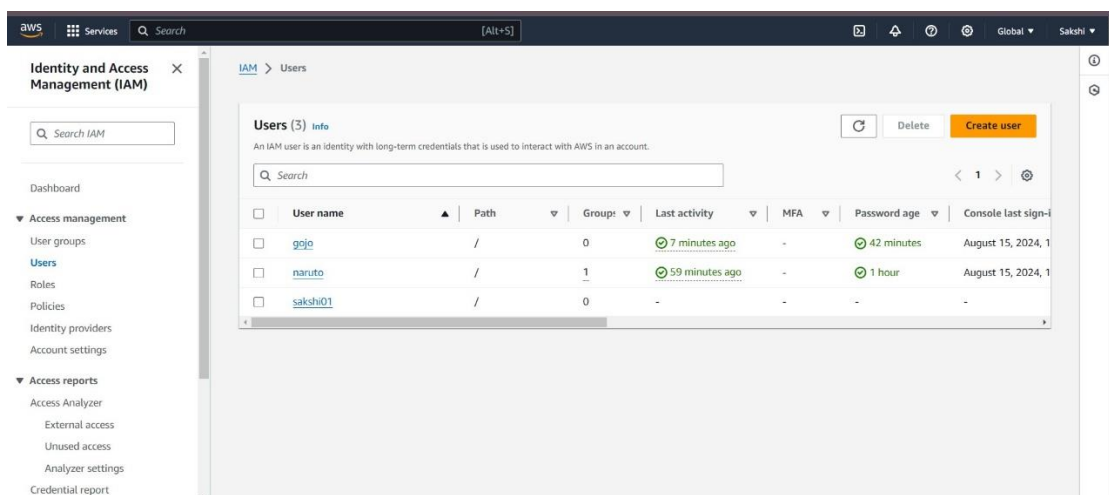 aws Services Search [Alt+S] Global Sakshi
Identity and Access Management (IAM)
Search IAM
Dashboard
Access management
User groups
Users
Roles
Policies
Identity providers
Account settings
Access reports
Access Analyzer
External access
Unused access
Analyzer settings
Credential report
IAM > Users
Users (3) Info
Delete
Create user
An IAM user is an identity with long-term credentials that is used to interact with AWS in an account.
Search
< 1 >
User name Path Groups Last activity MFA Password age Console last sign-i
gojo / 0 7 minutes ago - 42 minutes August 15, 2024, 1
naruto / 1 59 minutes ago - 1 hour August 15, 2024, 1
sakshi01 / 0 - - - -